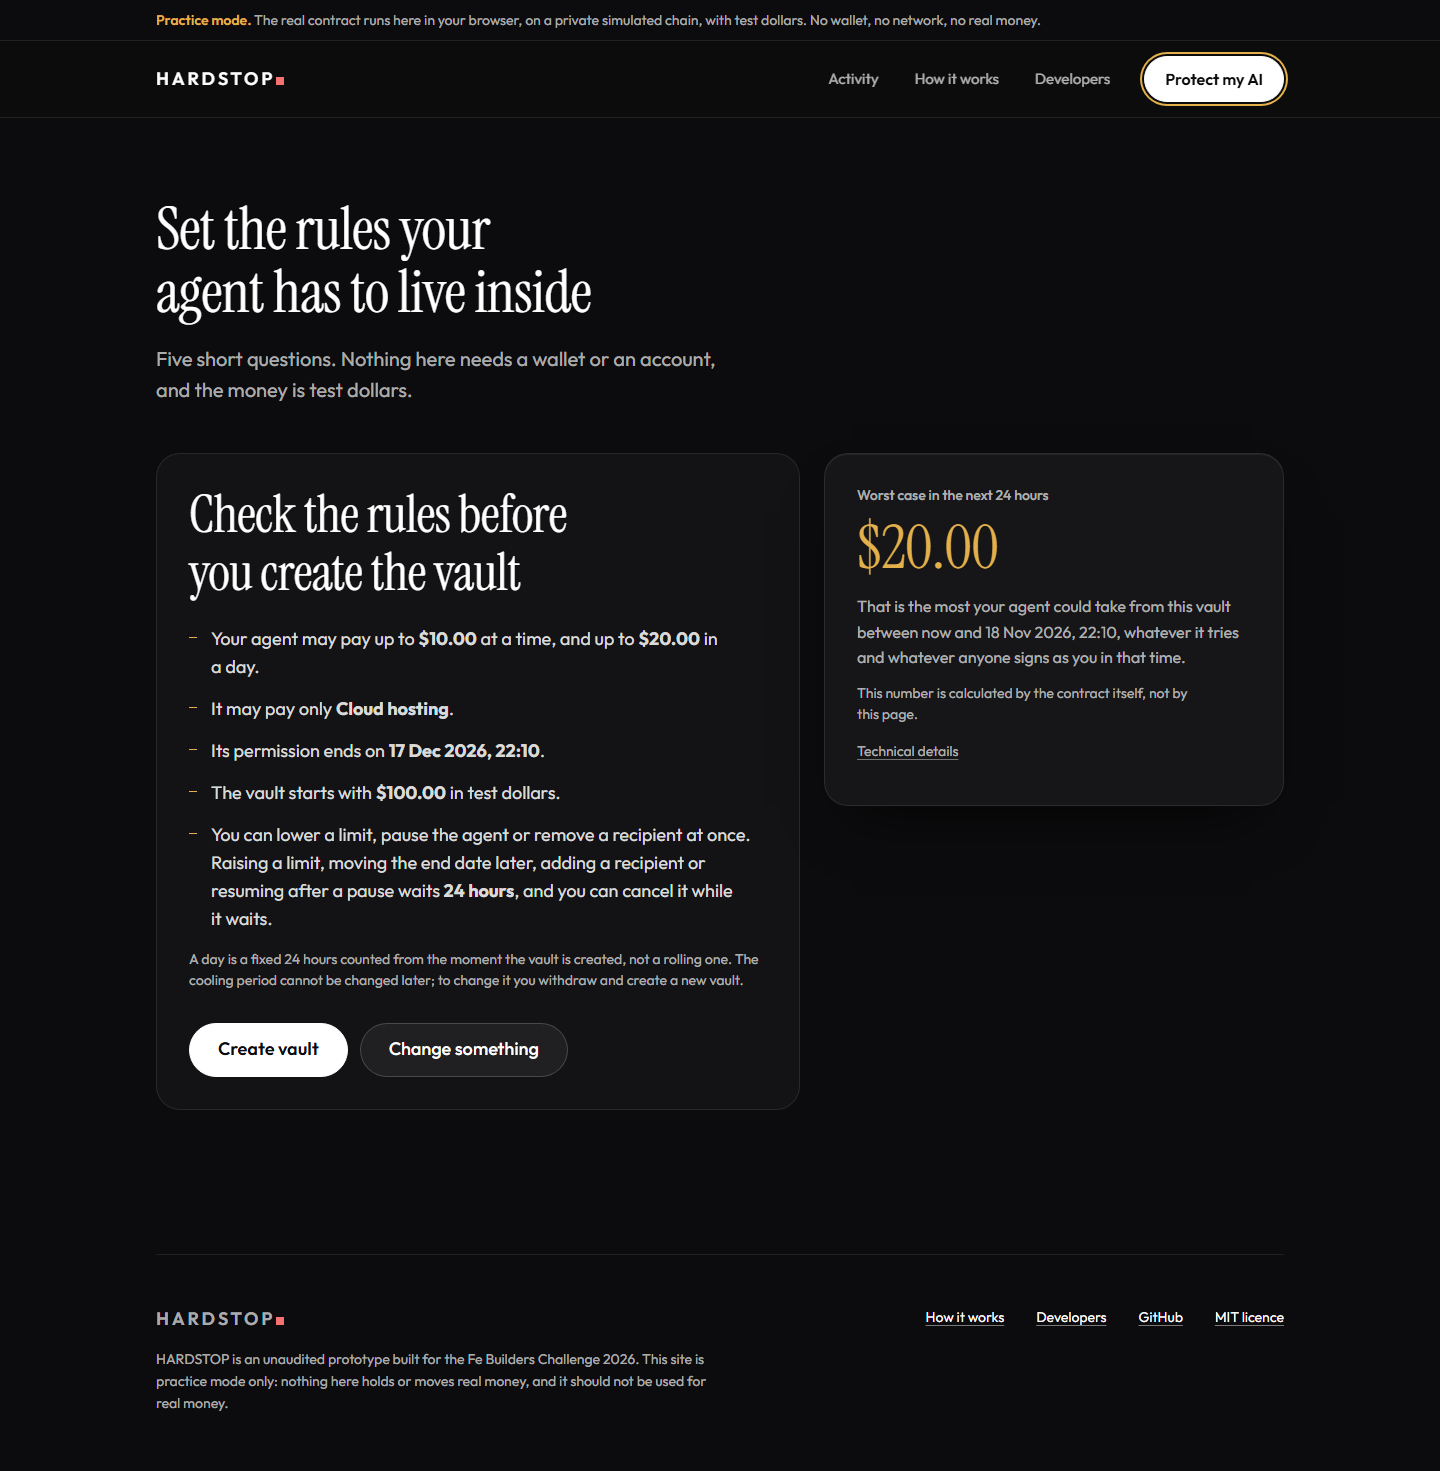 Practice mode. The real contract runs here in your browser, on a private simulated chain, with test dollars. No wallet, no network, no real money.
HARDSTOP
Activity
How it works
Developers
Protect my AI
Set the rules your
agent has to live inside
Five short questions. Nothing here needs a wallet or an account,
and the money is test dollars.
Check the rules before
you create the vault
– Your agent may pay up to $10.00 at a time, and up to $20.00 in
a day.
– It may pay only Cloud hosting.
– Its permission ends on 17 Dec 2026, 22:10.
– The vault starts with $100.00 in test dollars.
– You can lower a limit, pause the agent or remove a recipient at once.
Raising a limit, moving the end date later, adding a recipient or
resuming after a pause waits 24 hours, and you can cancel it while
it waits.
A day is a fixed 24 hours counted from the moment the vault is created, not a rolling one. The
cooling period cannot be changed later; to change it you withdraw and create a new vault.
Create vault
Change something
Worst case in the next 24 hours
$20.00
That is the most your agent could take from this vault
between now and 18 Nov 2026, 22:10, whatever it tries
and whatever anyone signs as you in that time.
This number is calculated by the contract itself, not by
this page.
Technical details
HARDSTOP
How it works
Developers
GitHub
MIT licence
HARDSTOP is an unaudited prototype built for the Fe Builders Challenge 2026. This site is
practice mode only: nothing here holds or moves real money, and it should not be used for
real money.